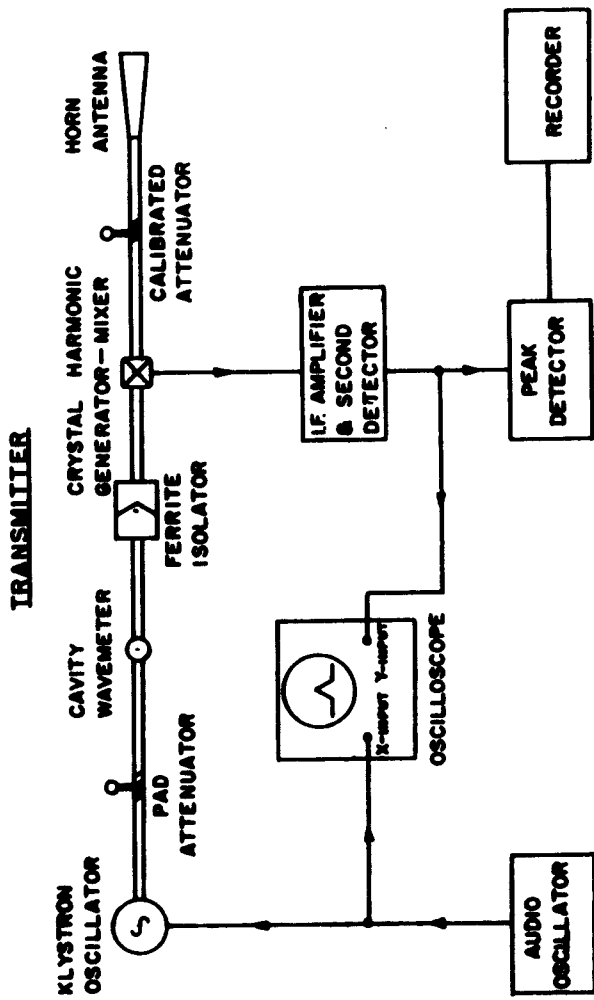 TRANSMITTER
KLYSTRON
OSCILLATOR
PAD
ATTENUATOR
CAVITY
WAVEMETER
FERRITE
ISOLATOR
CRYSTAL HARMONIC
GENERATOR-MIXER
CALIBRATED
ATTENUATOR
HORN
ANTENNA
I.F. AMPLIFIER
& SECOND
DETECTOR
X-INPUT Y-INPUT
OSCILLOSCOPE
AUDIO
OSCILLATOR
PEAK
DETECTOR
RECORDER